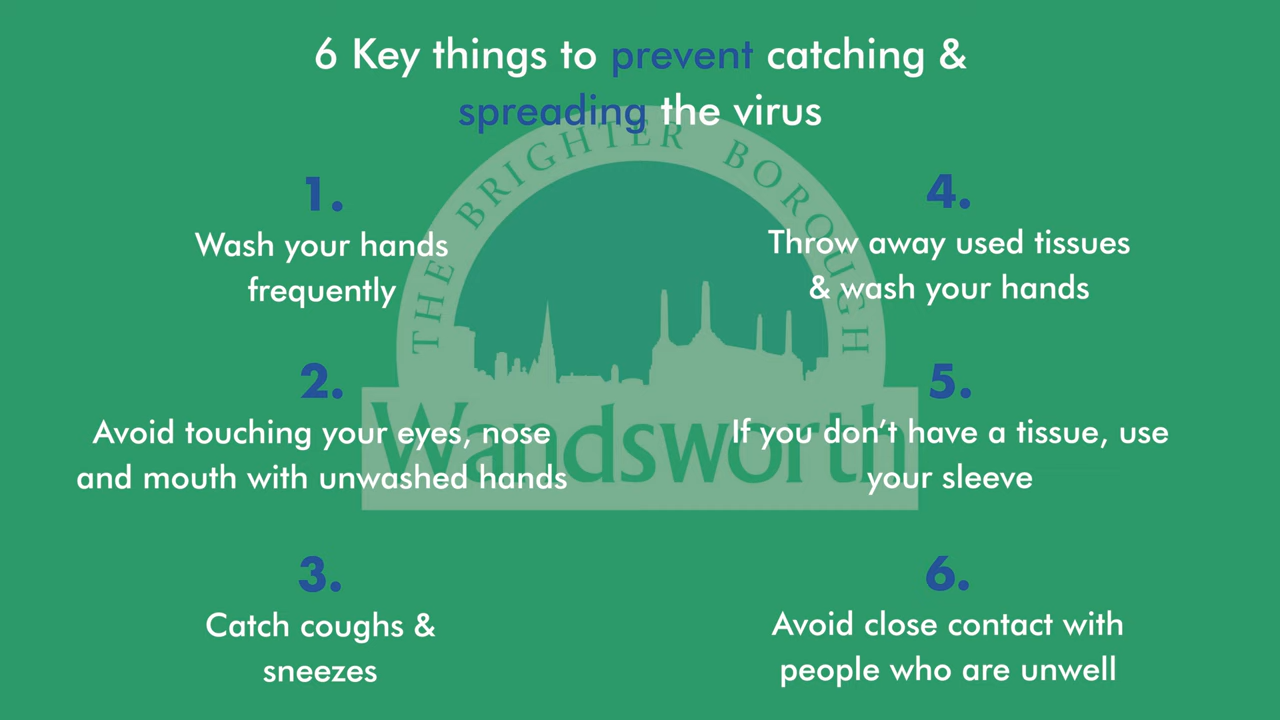 6 Key things to prevent catching &
spreading the virus
THE BRIGHTER BOROUGH
Wandsworth
1.
Wash your hands
frequently
2.
Avoid touching your eyes, nose
and mouth with unwashed hands
3.
Catch coughs &
sneezes
4.
Throw away used tissues
& wash your hands
5.
If you don't have a tissue, use
your sleeve
6.
Avoid close contact with
people who are unwell